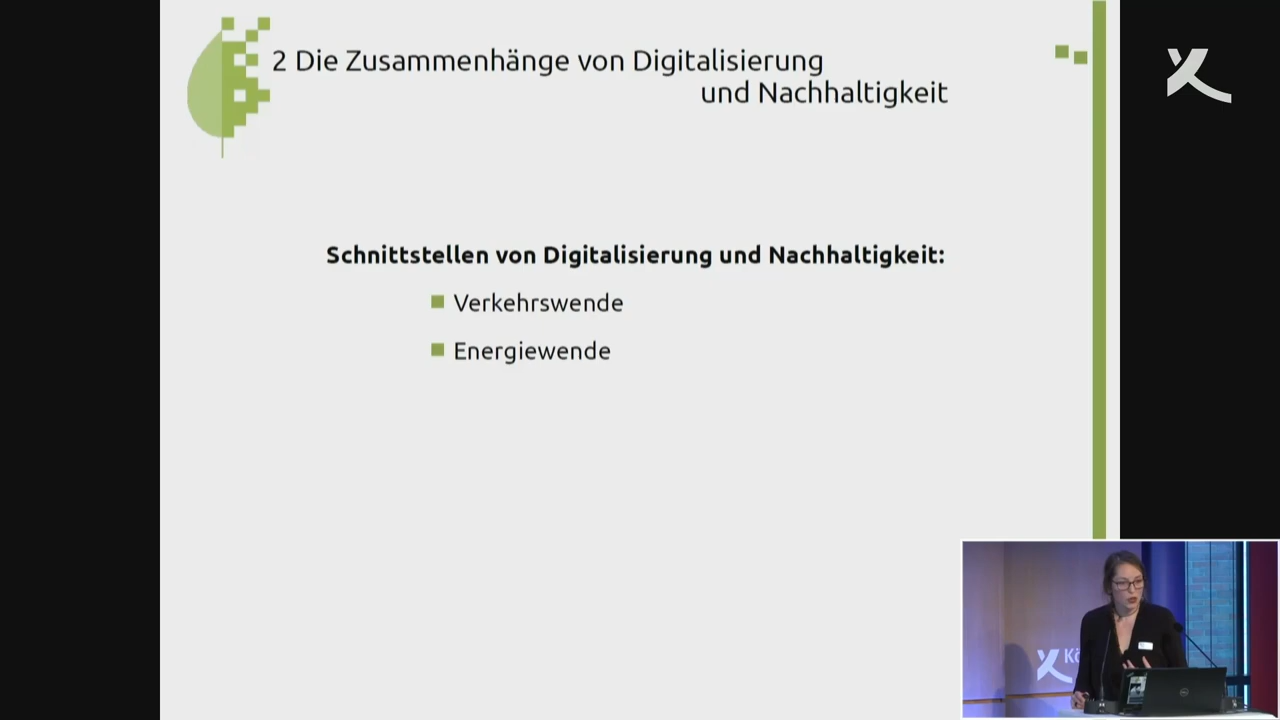 2 Die Zusammenhänge von Digitalisierung
und Nachhaltigkeit
Schnittstellen von Digitalisierung und Nachhaltigkeit:
Verkehrswende
Energiewende